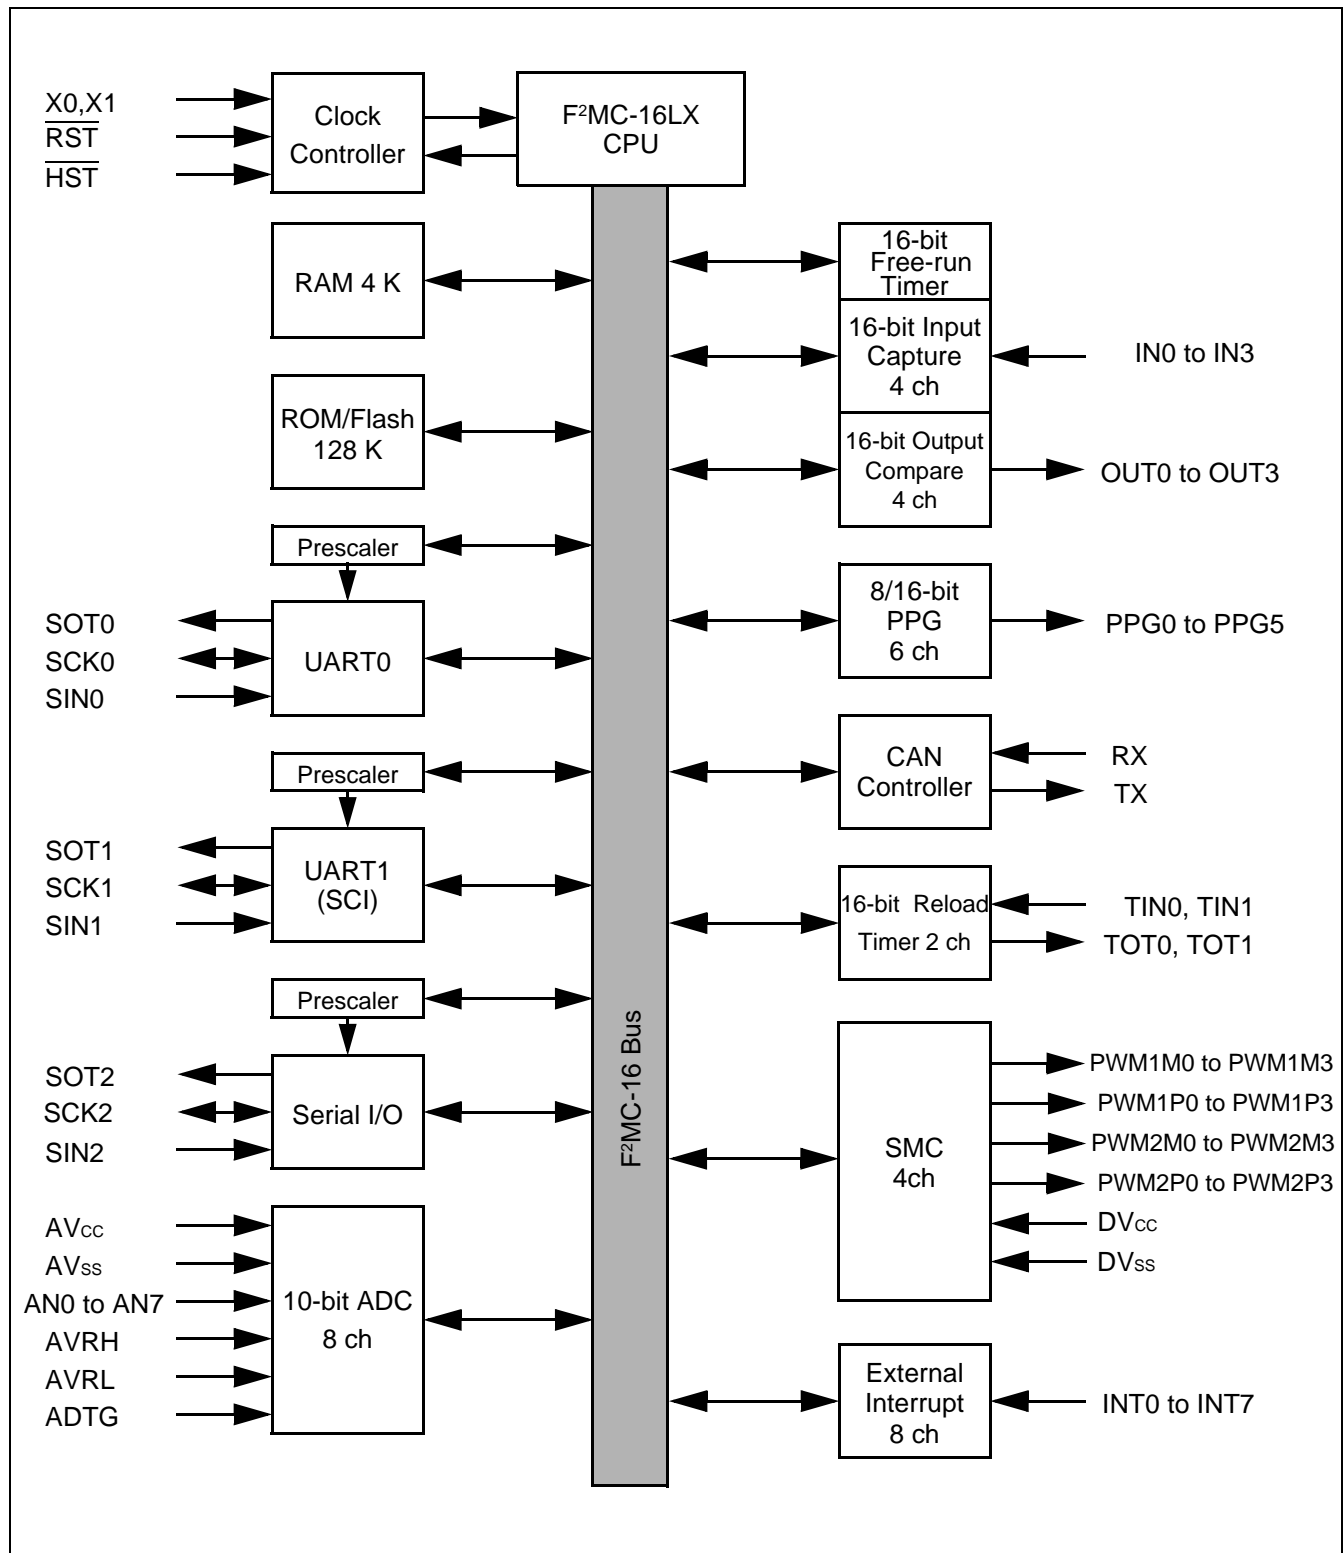 X0,X1
RST
HST
Clock
Controller
F²MC-16LX
CPU
RAM 4 K
ROM/Flash
128 K
Prescaler
SOT0
SCK0
SIN0
UART0
Prescaler
SOT1
SCK1
SIN1
UART1
(SCI)
Prescaler
SOT2
SCK2
SIN2
Serial I/O
AVCC
AVSS
AN0 to AN7
AVRH
AVRL
ADTG
10-bit ADC
8 ch
F²MC-16 Bus
16-bit
Free-run
Timer
16-bit Input
Capture
4 ch
IN0 to IN3
16-bit Output
Compare
4 ch
OUT0 to OUT3
8/16-bit
PPG
6 ch
PPG0 to PPG5
CAN
Controller
RX
TX
16-bit Reload
Timer 2 ch
TIN0, TIN1
TOT0, TOT1
SMC
4ch
PWM1M0 to PWM1M3
PWM1P0 to PWM1P3
PWM2M0 to PWM2M3
PWM2P0 to PWM2P3
DVCC
DVSS
External
Interrupt
8 ch
INT0 to INT7